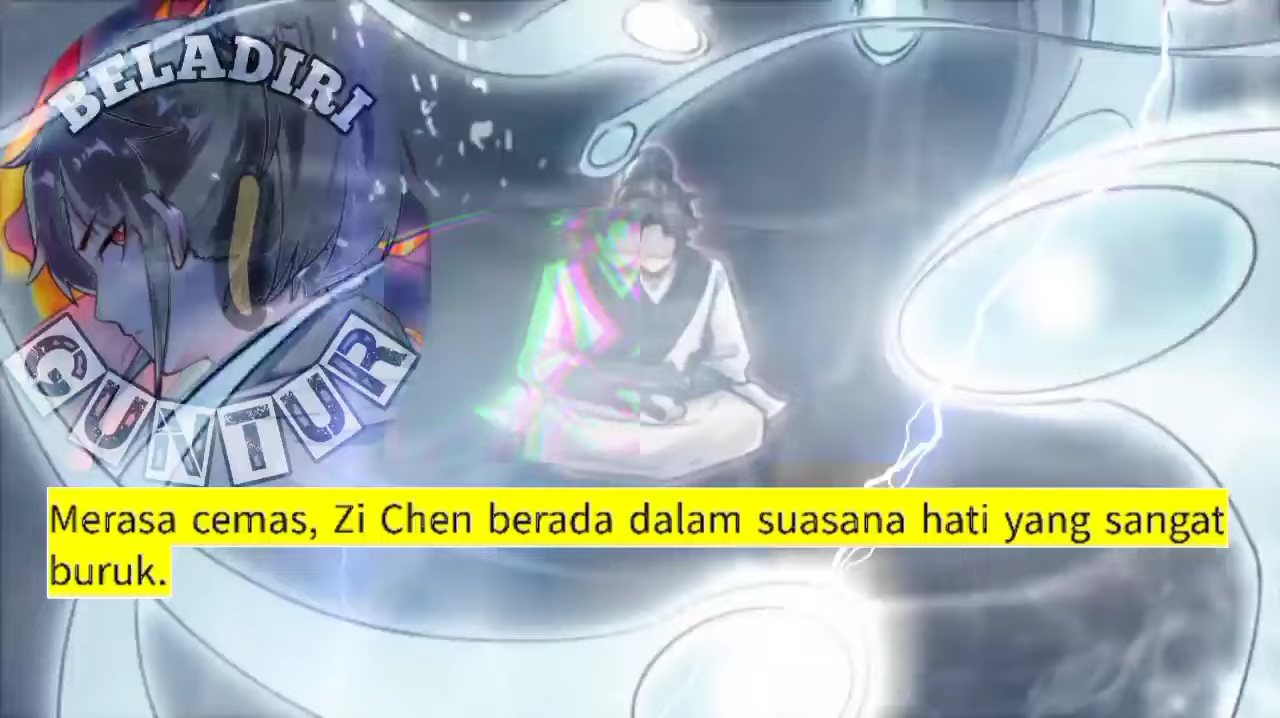 BELADIRI
GUNTUR
Merasa cemas, Zi Chen berada dalam suasana hati yang sangat
buruk.